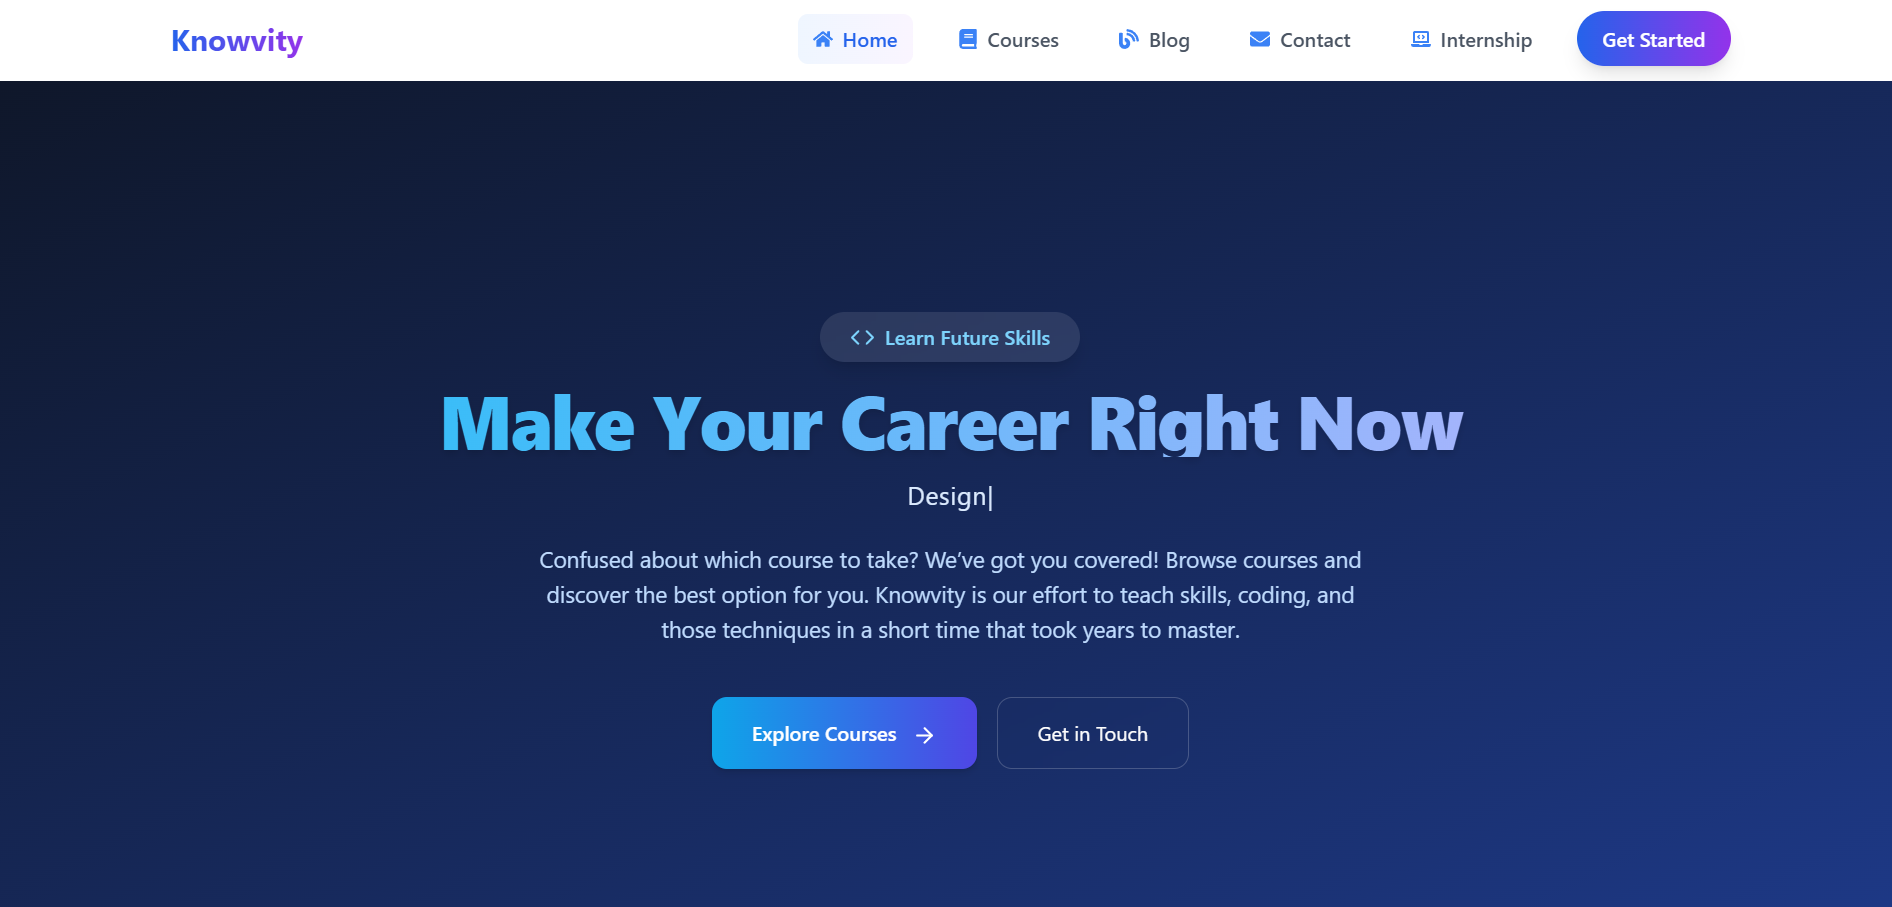 Knowvity
Home
Courses
Blog
Contact
Internship
Get Started
Learn Future Skills
Make Your Career Right Now
Design|
Confused about which course to take? We’ve got you covered! Browse courses and
discover the best option for you. Knowvity is our effort to teach skills, coding, and
those techniques in a short time that took years to master.
Explore Courses →
Get in Touch